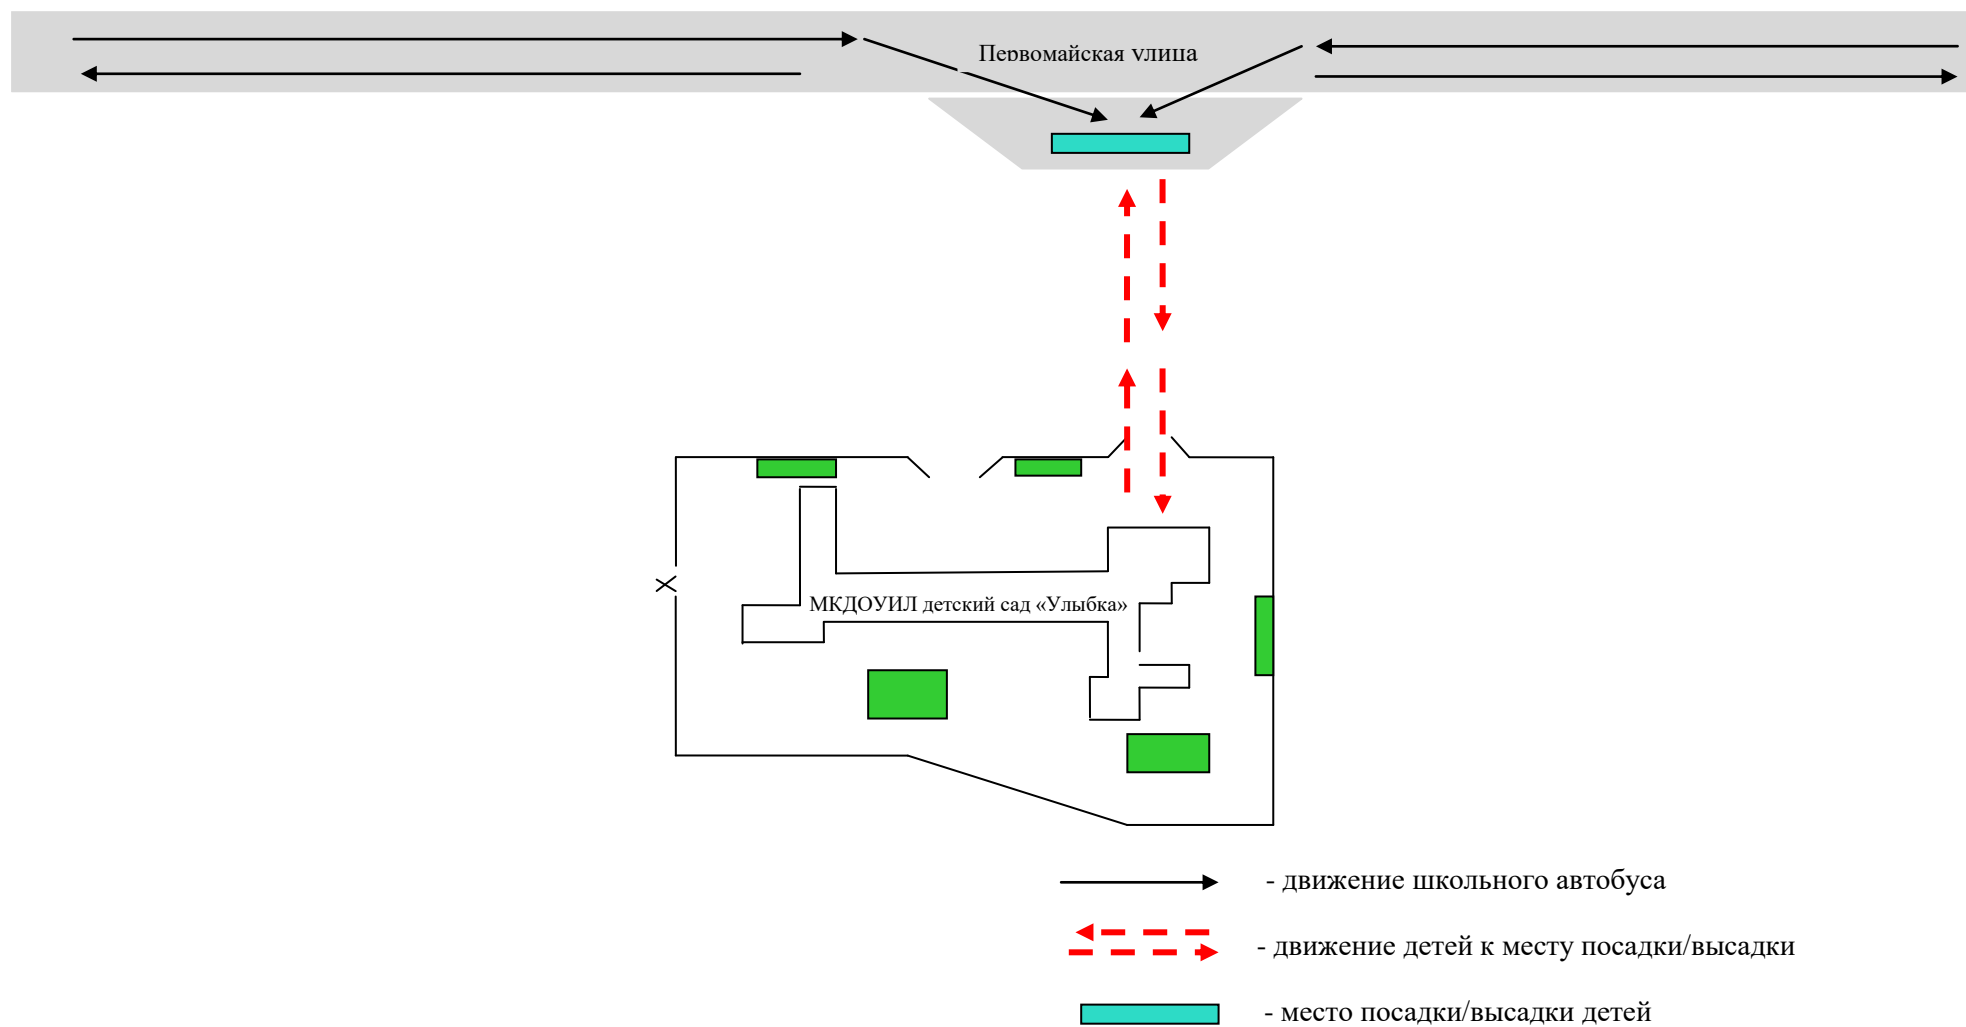 Первомайская улица
МКДОУИЛ детский сад «Улыбка»
- движение школьного автобуса
- движение детей к месту посадки/высадки
- место посадки/высадки детей